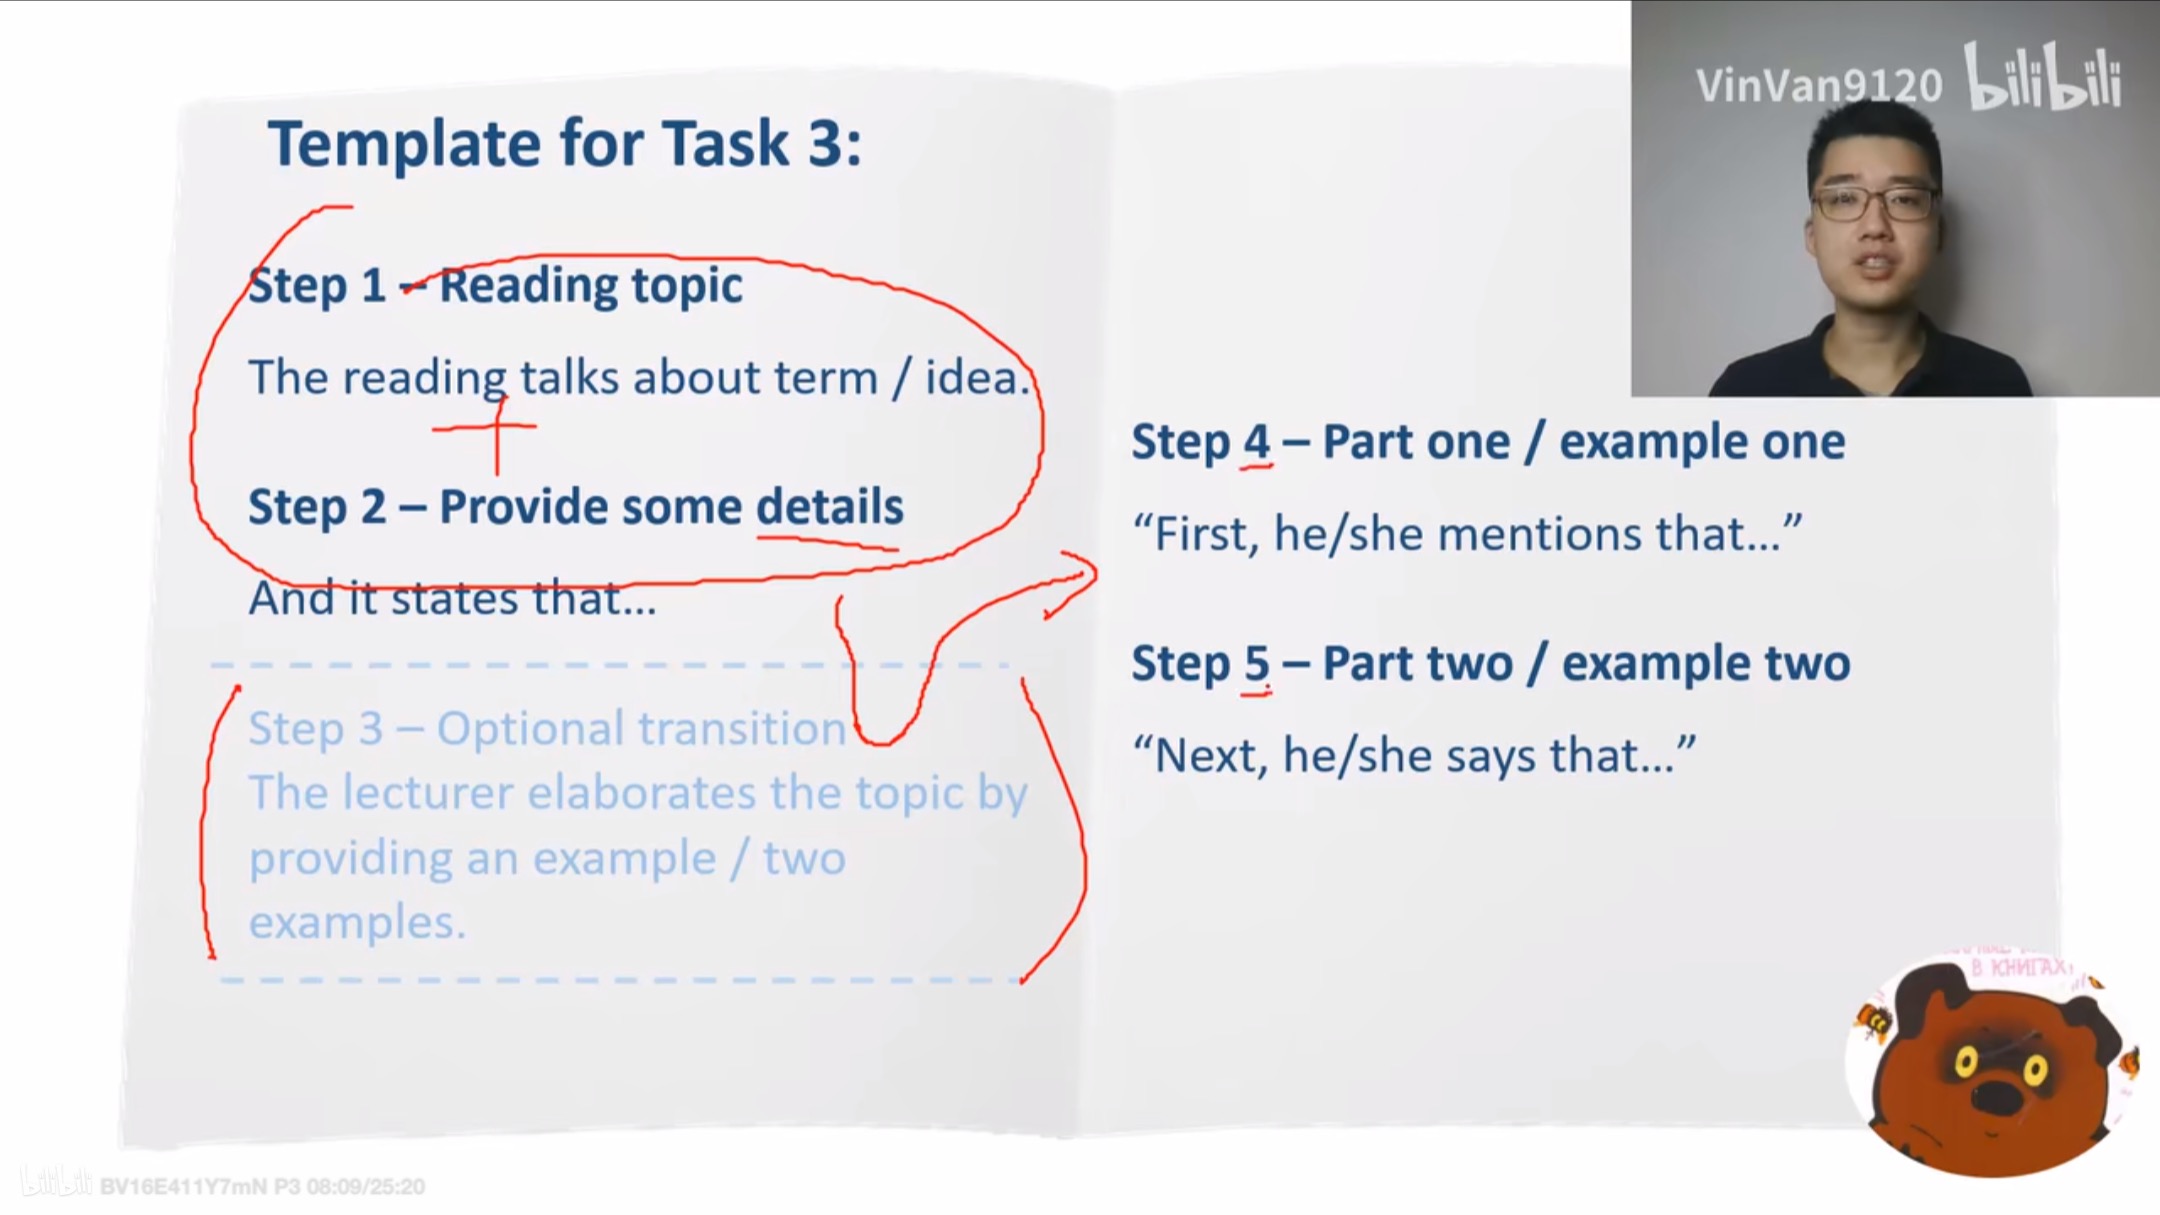 VinVan9120 bilibili
Template for Task 3:
Step 1 – Reading topic
The reading talks about term / idea.
Step 2 – Provide some details
And it states that...
Step 3 – Optional transition
The lecturer elaborates the topic by
providing an example / two
examples.
Step 4 – Part one / example one
“First, he/she mentions that...”
Step 5 – Part two / example two
“Next, he/she says that...”
В КНИГАХ
bilibili BV16E411Y7mN P3 08:09/25:20